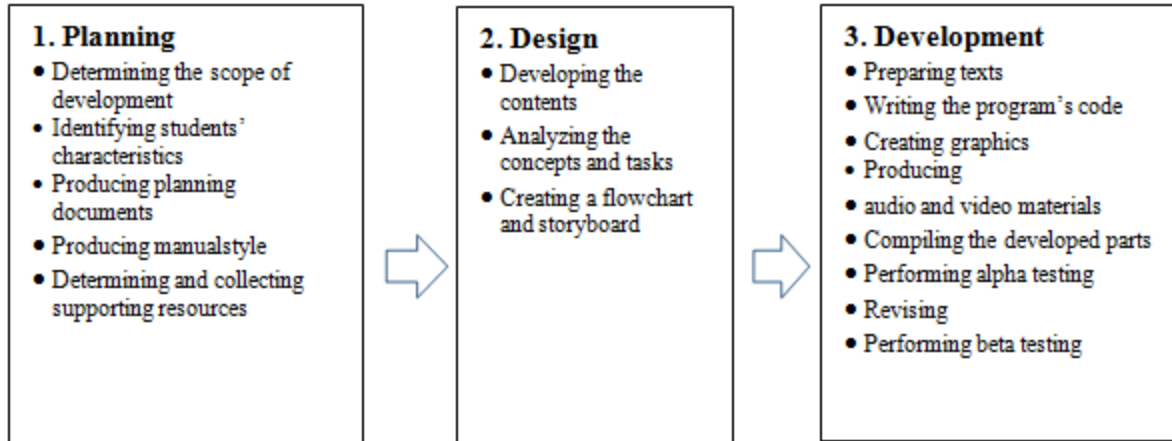 1. Planning
• Determining the scope of
development
• Identifying students’
characteristics
• Producing planning
documents
• Producing manualstyle
• Determining and collecting
supporting resources
2. Design
• Developing the
contents
• Analyzing the
concepts and tasks
• Creating a flowchart
and storyboard
3. Development
• Preparing texts
• Writing the program’s code
• Creating graphics
• Producing
• audio and video materials
• Compiling the developed parts
• Performing alpha testing
• Revising
• Performing beta testing